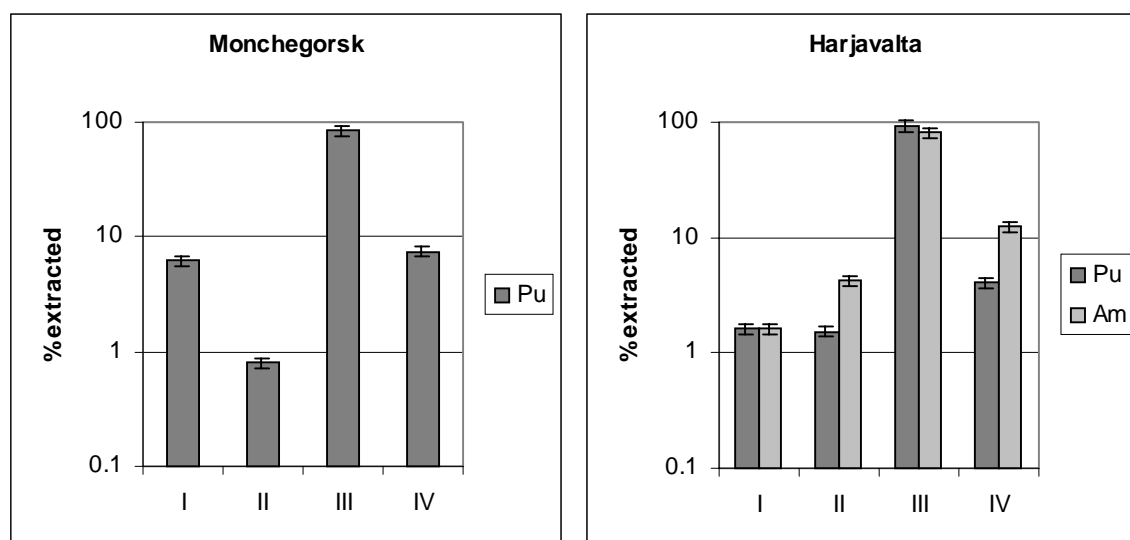 Monchegorsk
%extracted
100
10
1
0.1
I II III IV
Pu
Harjavalta
%extracted
100
10
1
0.1
I II III IV
Pu
Am